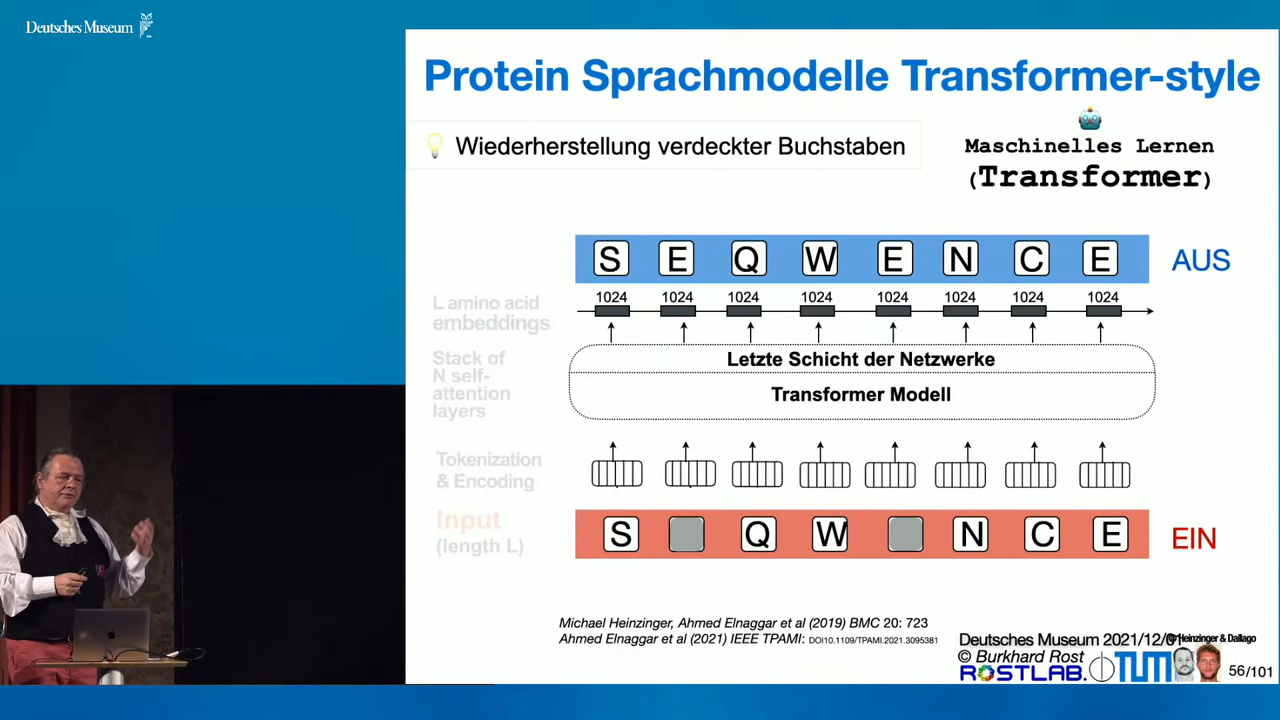 Deutsches Museum
Protein Sprachmodelle Transformer-style
Wiederherstellung verdeckter Buchstaben
Maschinelles Lernen
(Transformer)
S E Q W E N C E
AUS
1024 1024 1024 1024 1024 1024 1024 1024
L amino acid
embeddings
Letzte Schicht der Netzwerke
Stack of
N self-
attention
layers
Transformer Modell
Tokenization
& Encoding
Input
(length L)
S Q W N C E
EIN
Michael Heinzinger, Ahmed Elnaggar et al (2019) BMC 20: 723
Ahmed Elnaggar et al (2021) IEEE TPAMI: DOI10.1109/TPAMI.2021.3095381
Deutsches Museum 2021/12/01
Heinzinger & Dallago
© Burkhard Rost
ROSTLAB.
TUM
56/101